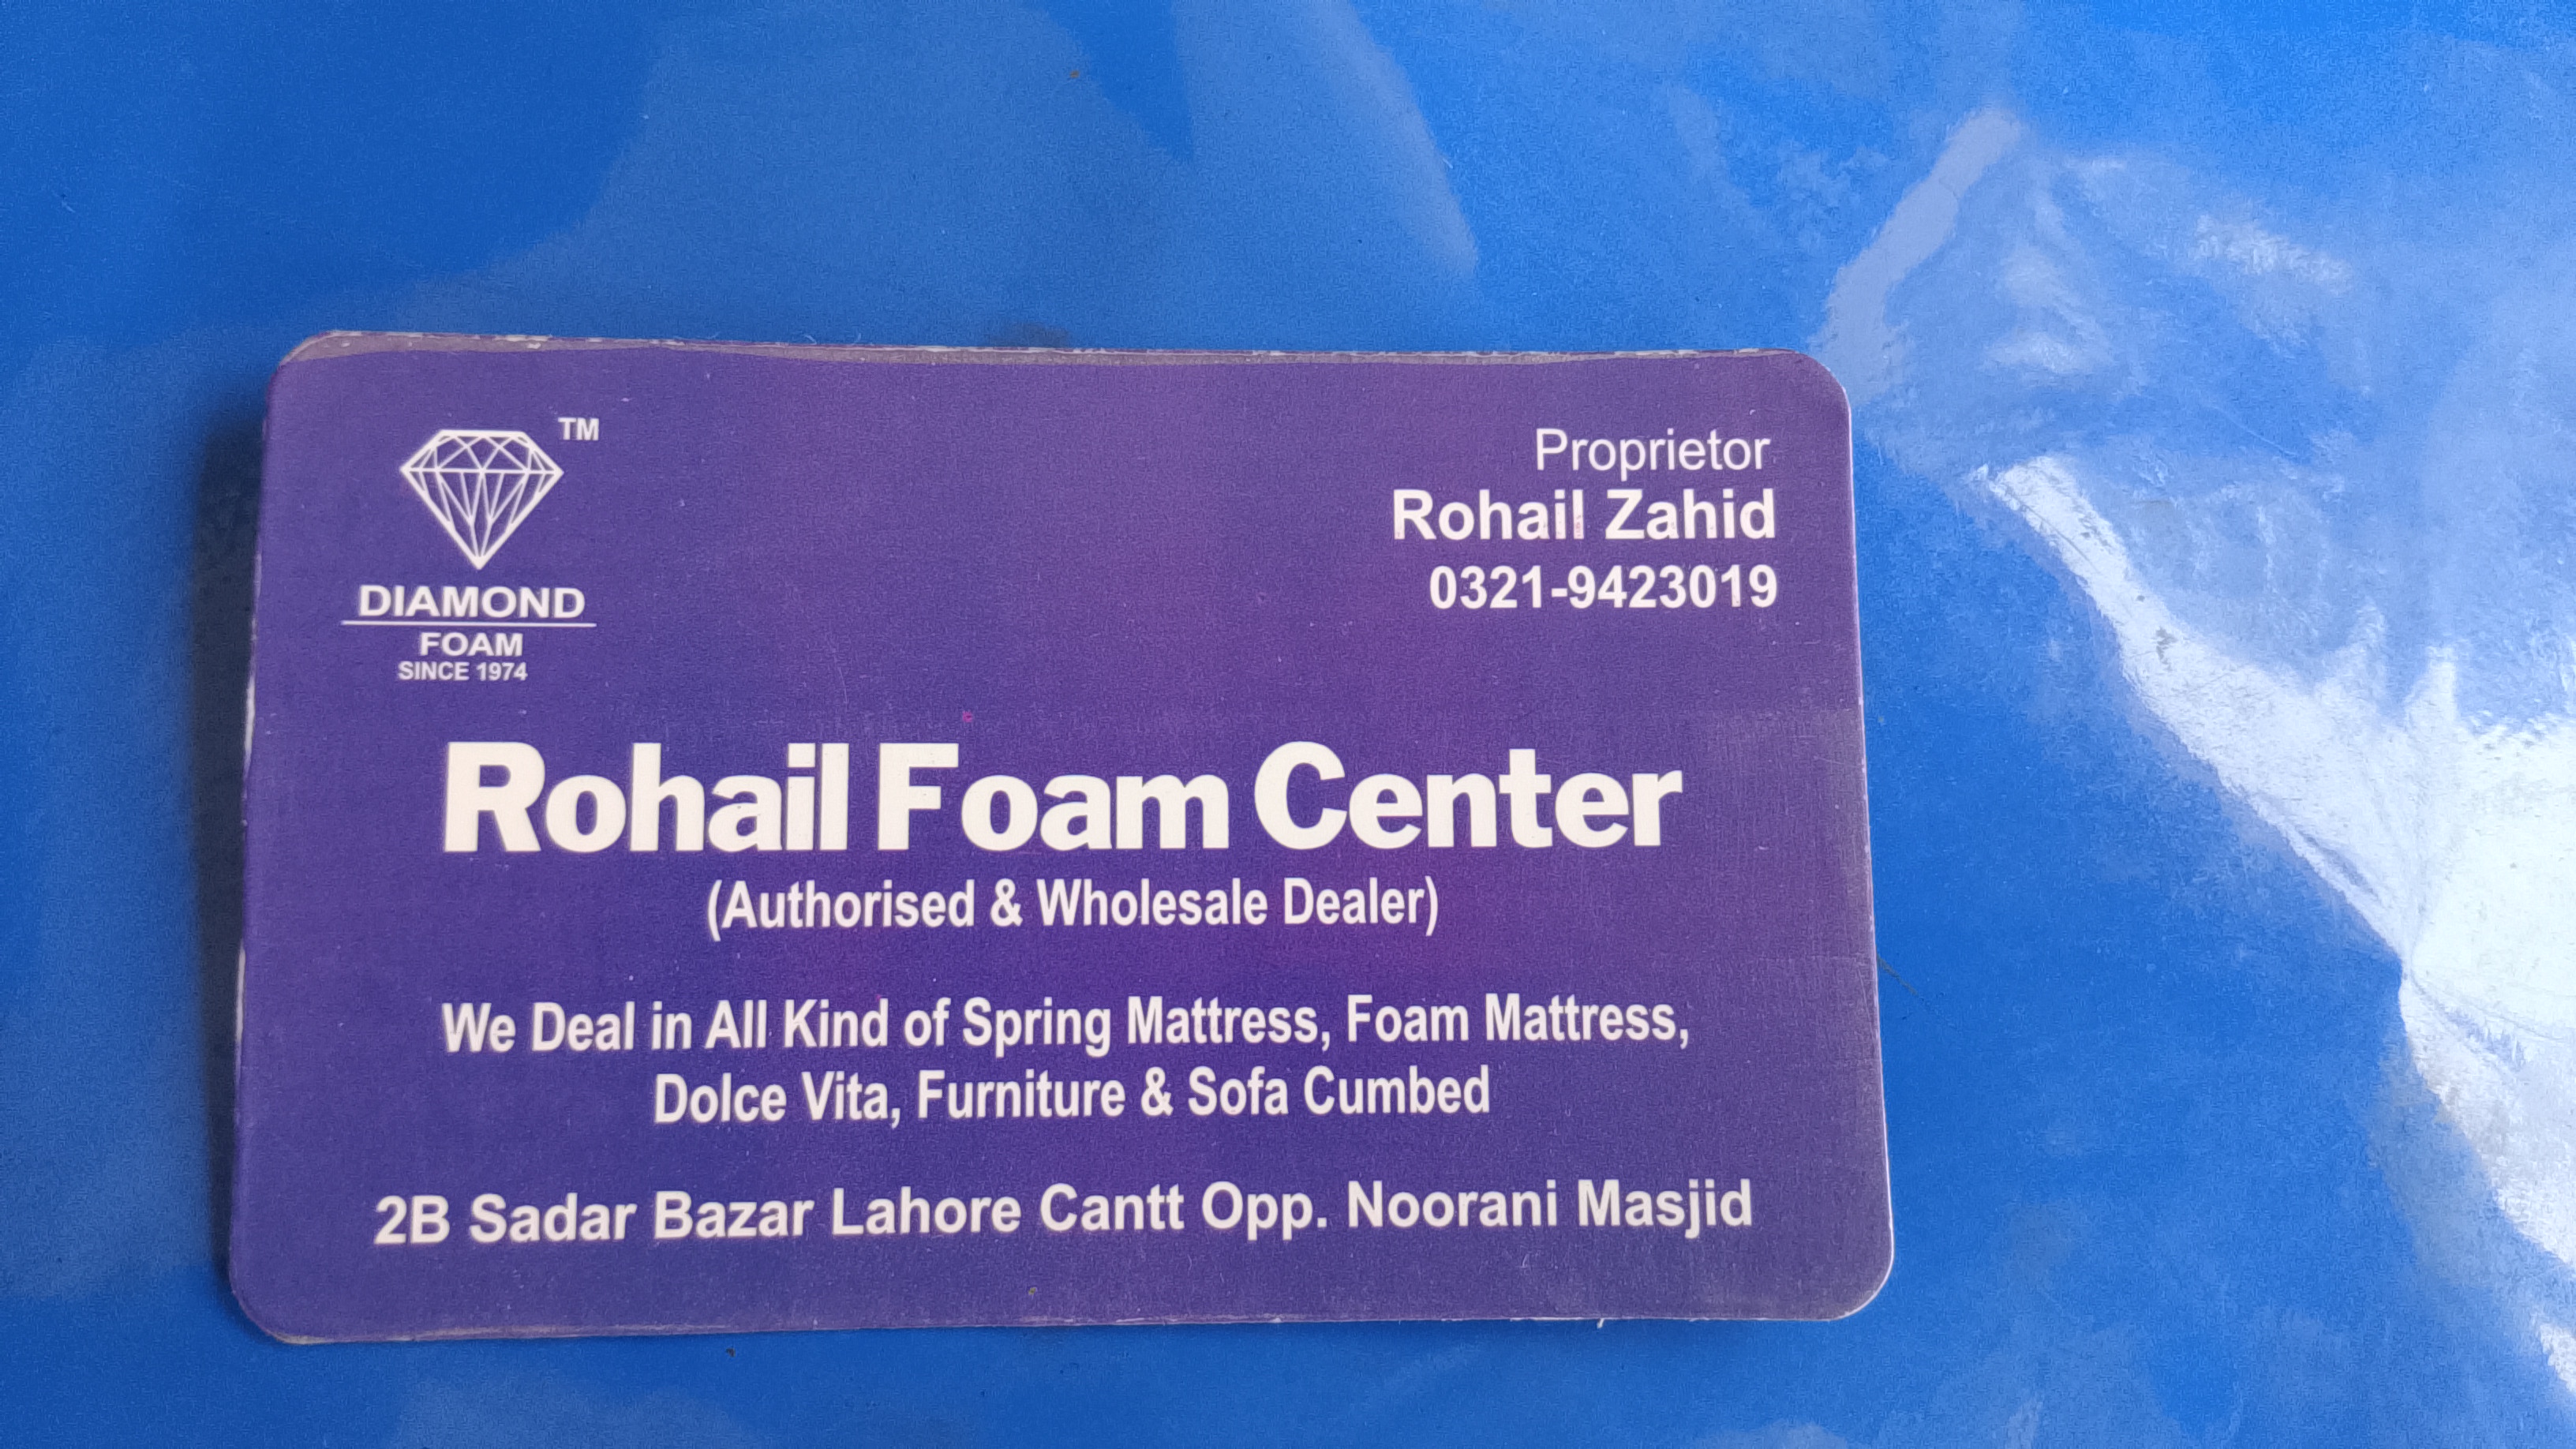 TM
DIAMOND
FOAM
SINCE 1974
Proprietor
Rohail Zahid
0321-9423019
Rohail Foam Center
(Authorised & Wholesale Dealer)
We Deal in All Kind of Spring Mattress, Foam Mattress,
Dolce Vita, Furniture & Sofa Cumbed
2B Sadar Bazar Lahore Cantt Opp. Noorani Masjid